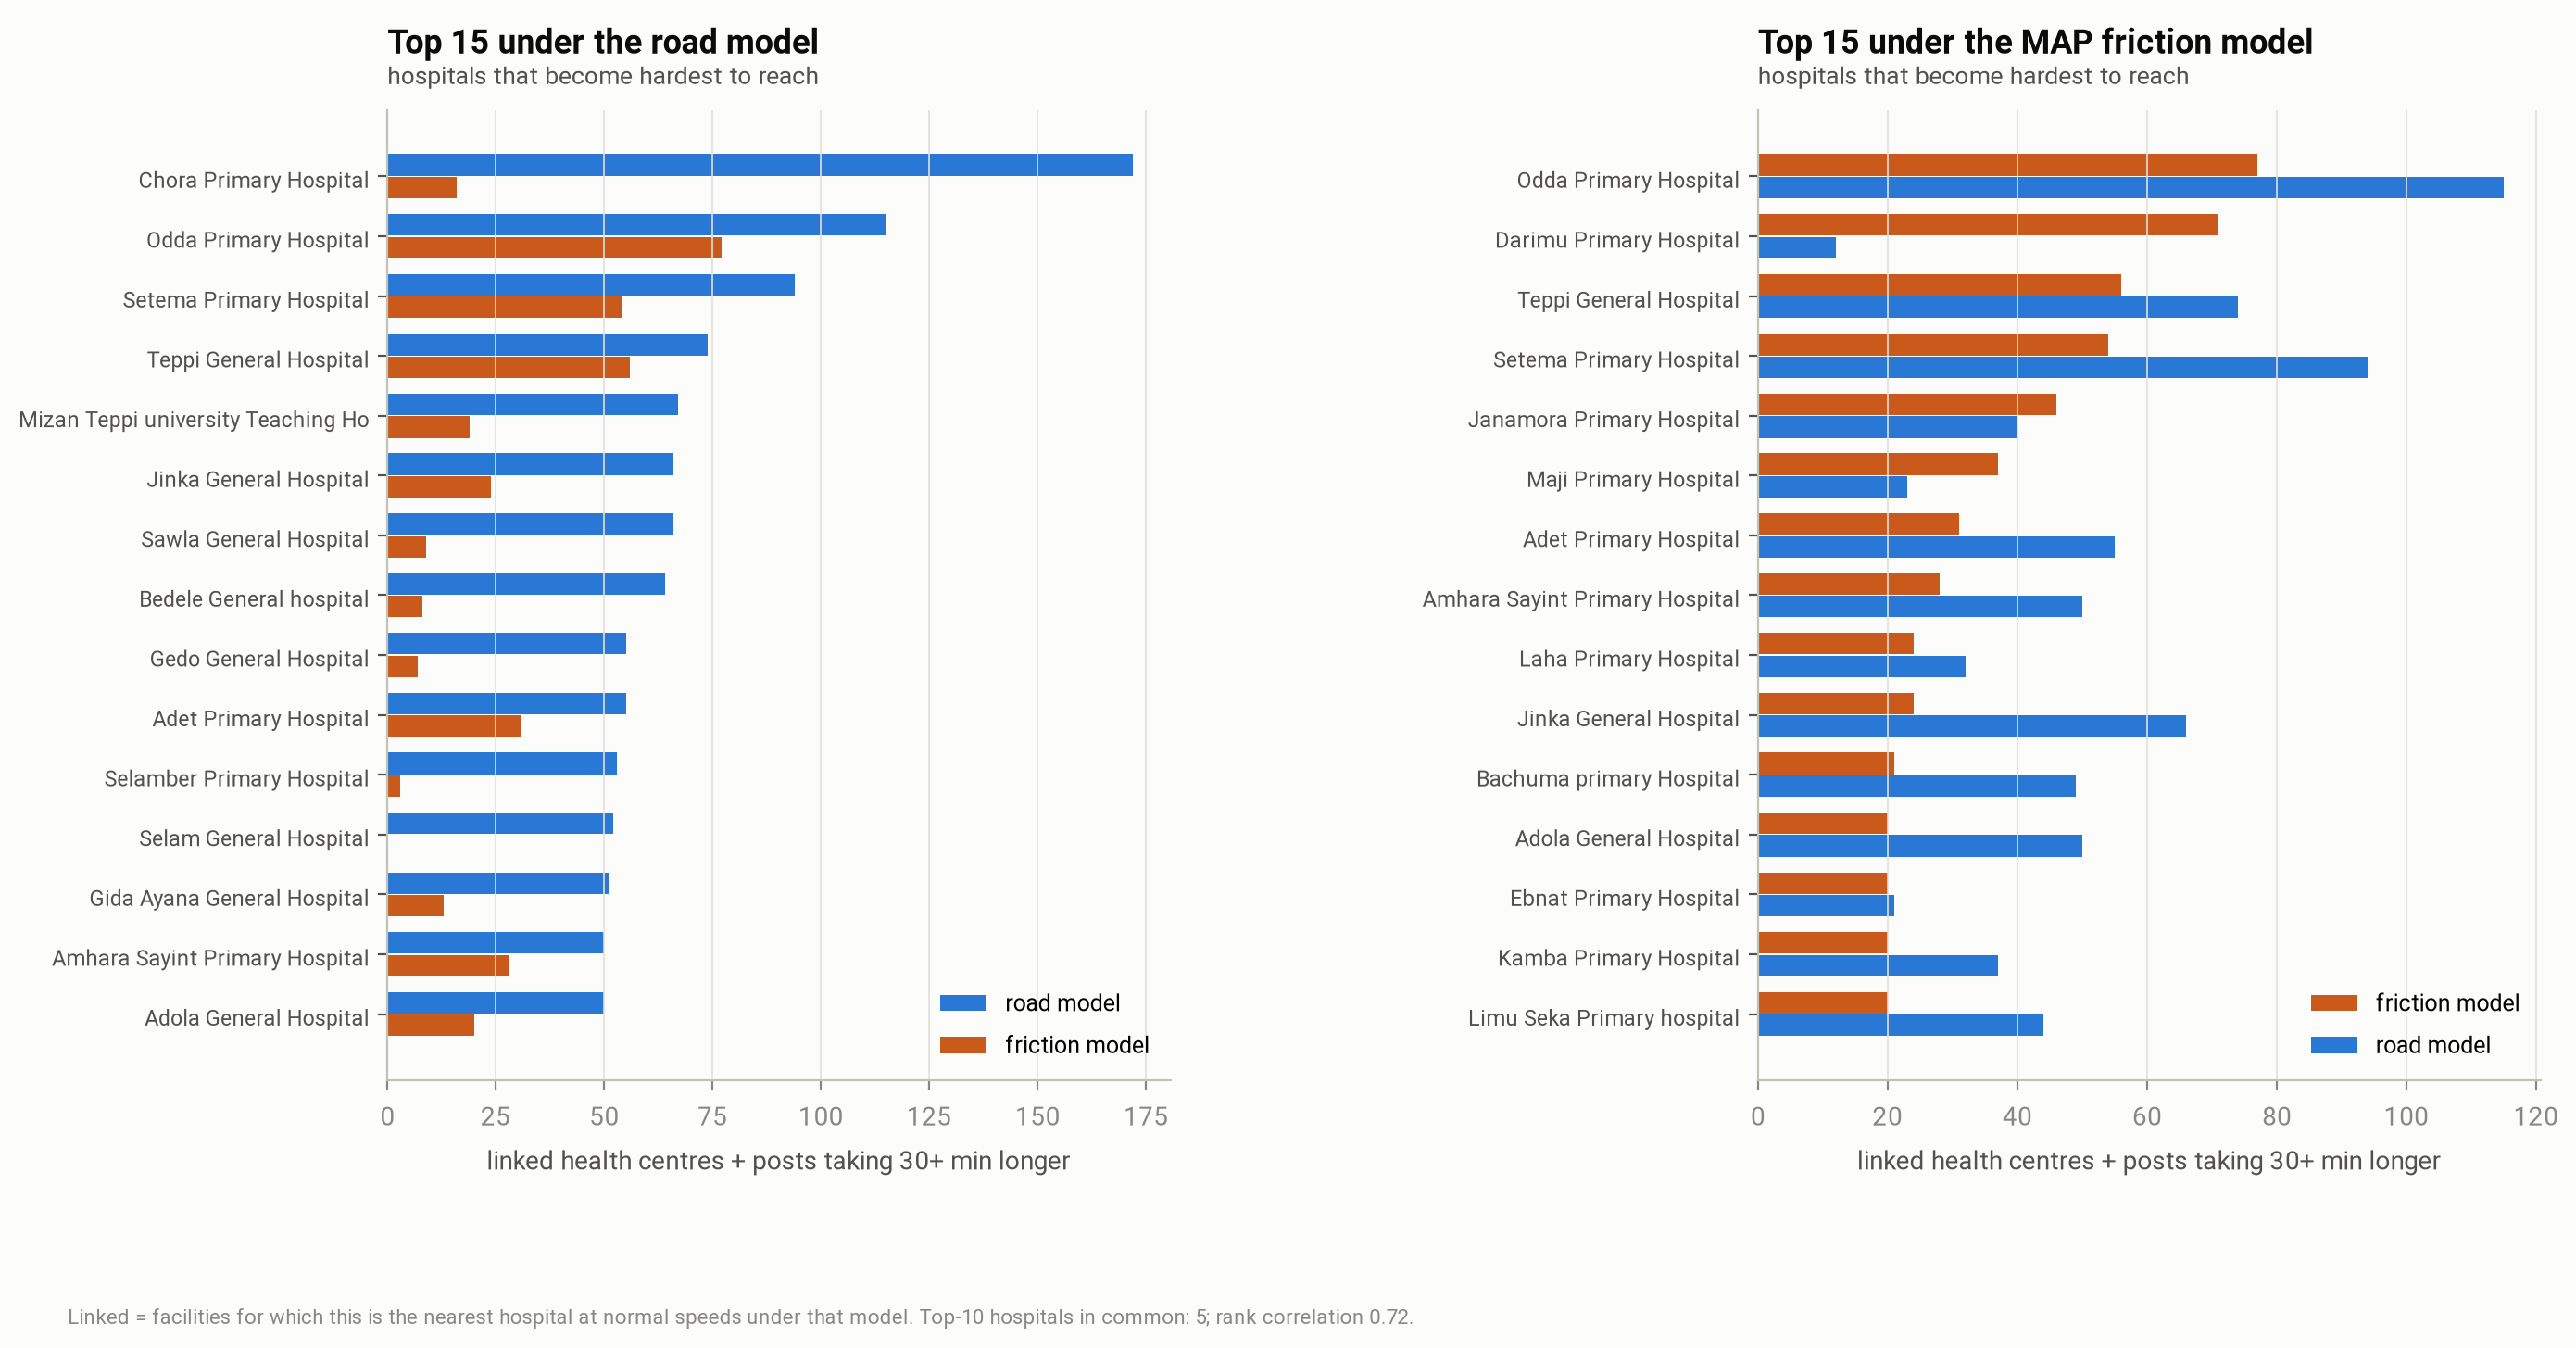 Top 15 under the road model
hospitals that become hardest to reach
Chora Primary Hospital
Odda Primary Hospital
Setema Primary Hospital
Teppi General Hospital
Mizan Teppi university Teaching Ho
Jinka General Hospital
Sawla General Hospital
Bedele General hospital
Gedo General Hospital
Adet Primary Hospital
Selamber Primary Hospital
Selam General Hospital
Gida Ayana General Hospital
Amhara Sayint Primary Hospital
Adola General Hospital
road model
friction model
0 25 50 75 100 125 150 175
linked health centres + posts taking 30+ min longer
Top 15 under the MAP friction model
hospitals that become hardest to reach
Odda Primary Hospital
Darimu Primary Hospital
Teppi General Hospital
Setema Primary Hospital
Janamora Primary Hospital
Maji Primary Hospital
Adet Primary Hospital
Amhara Sayint Primary Hospital
Laha Primary Hospital
Jinka General Hospital
Bachuma primary Hospital
Adola General Hospital
Ebnat Primary Hospital
Kamba Primary Hospital
Limu Seka Primary hospital
friction model
road model
0 20 40 60 80 100 120
linked health centres + posts taking 30+ min longer
Linked = facilities for which this is the nearest hospital at normal speeds under that model. Top-10 hospitals in common: 5; rank correlation 0.72.